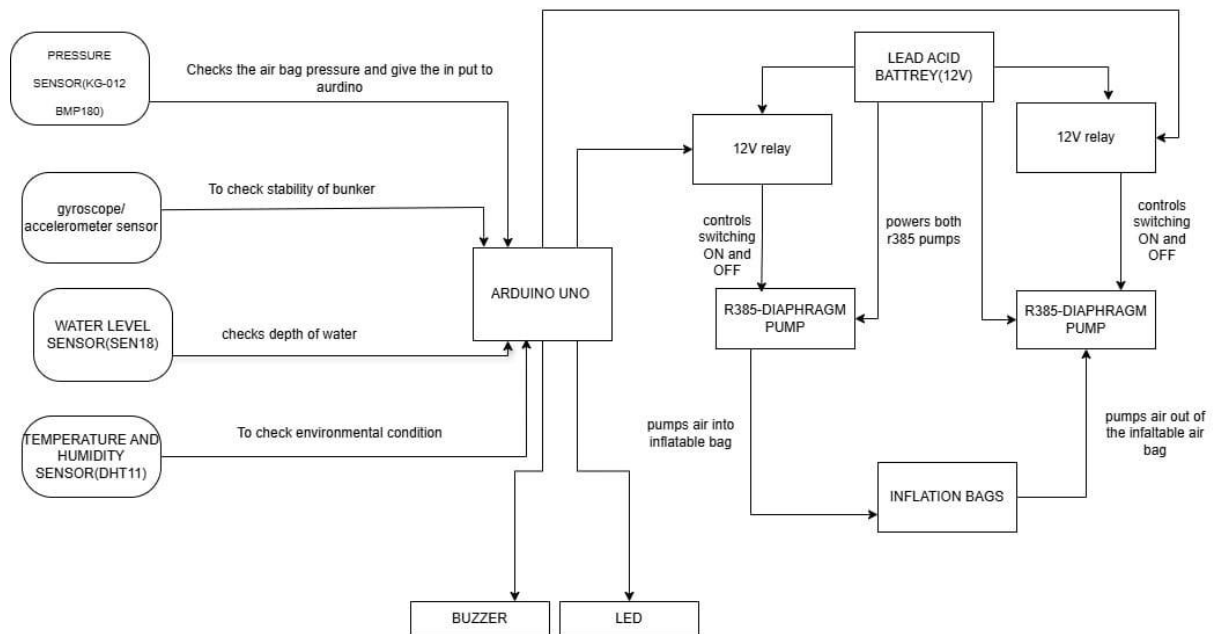 PRESSURE
SENSOR(KG-012
BMP180)
Checks the air bag pressure and give the in put to
aurdino
LEAD ACID
BATTREY(12V)
12V relay
12V relay
gyroscope/
accelerometer sensor
To check stability of bunker
controls
switching
ON and
OFF
powers both
r385 pumps
controls
switching
ON and
OFF
ARDUINO UNO
R385-DIAPHRAGM
PUMP
R385-DIAPHRAGM
PUMP
WATER LEVEL
SENSOR(SEN18)
checks depth of water
TEMPERATURE AND
HUMIDITY
SENSOR(DHT11)
To check environmental condition
pumps air into
inflatable bag
pumps air out of
the infaltable air
bag
INFLATION BAGS
BUZZER
LED